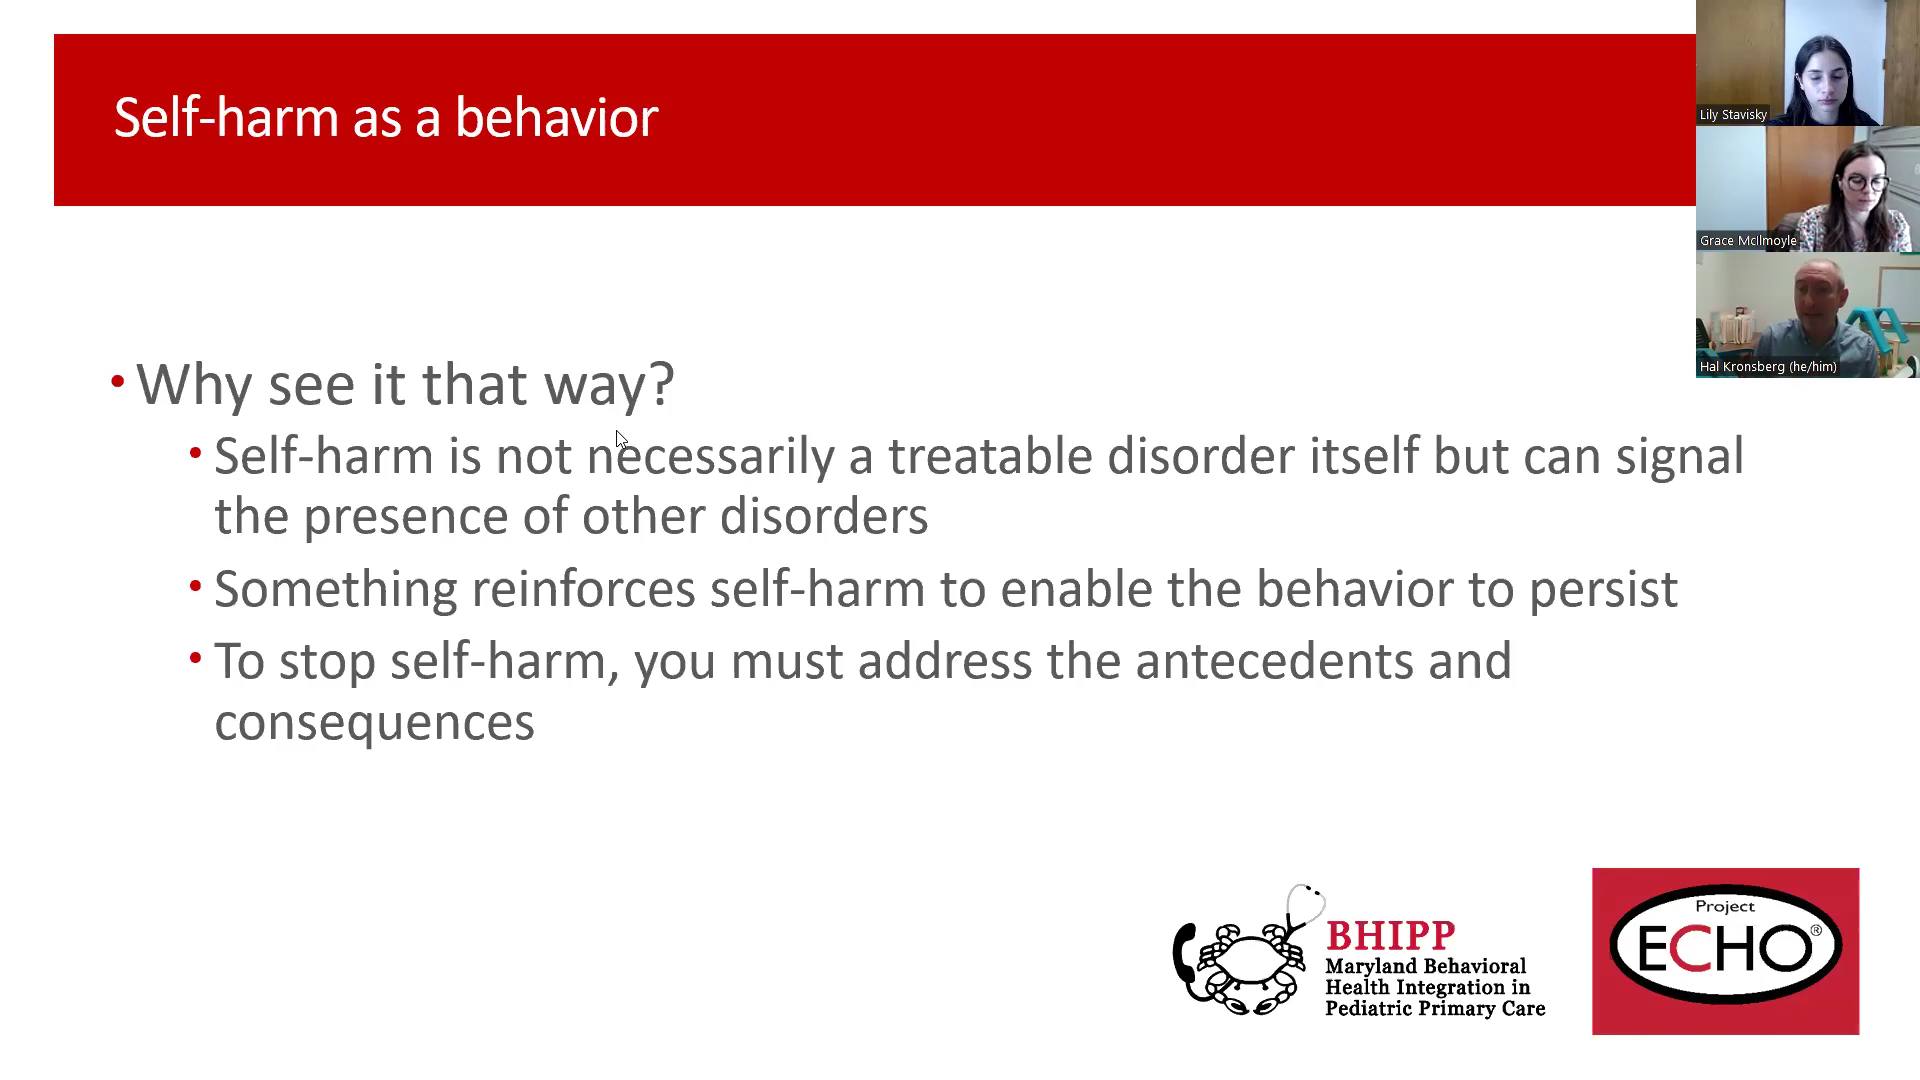 Self-harm as a behavior
Lily Stavisky
Grace McIlmoyle
Hal Kronsberg (he/him)
• Why see it that way?
• Self-harm is not necessarily a treatable disorder itself but can signal
the presence of other disorders
• Something reinforces self-harm to enable the behavior to persist
• To stop self-harm, you must address the antecedents and
consequences
BHIPP
Maryland Behavioral
Health Integration in
Pediatric Primary Care
Project
ECHO®